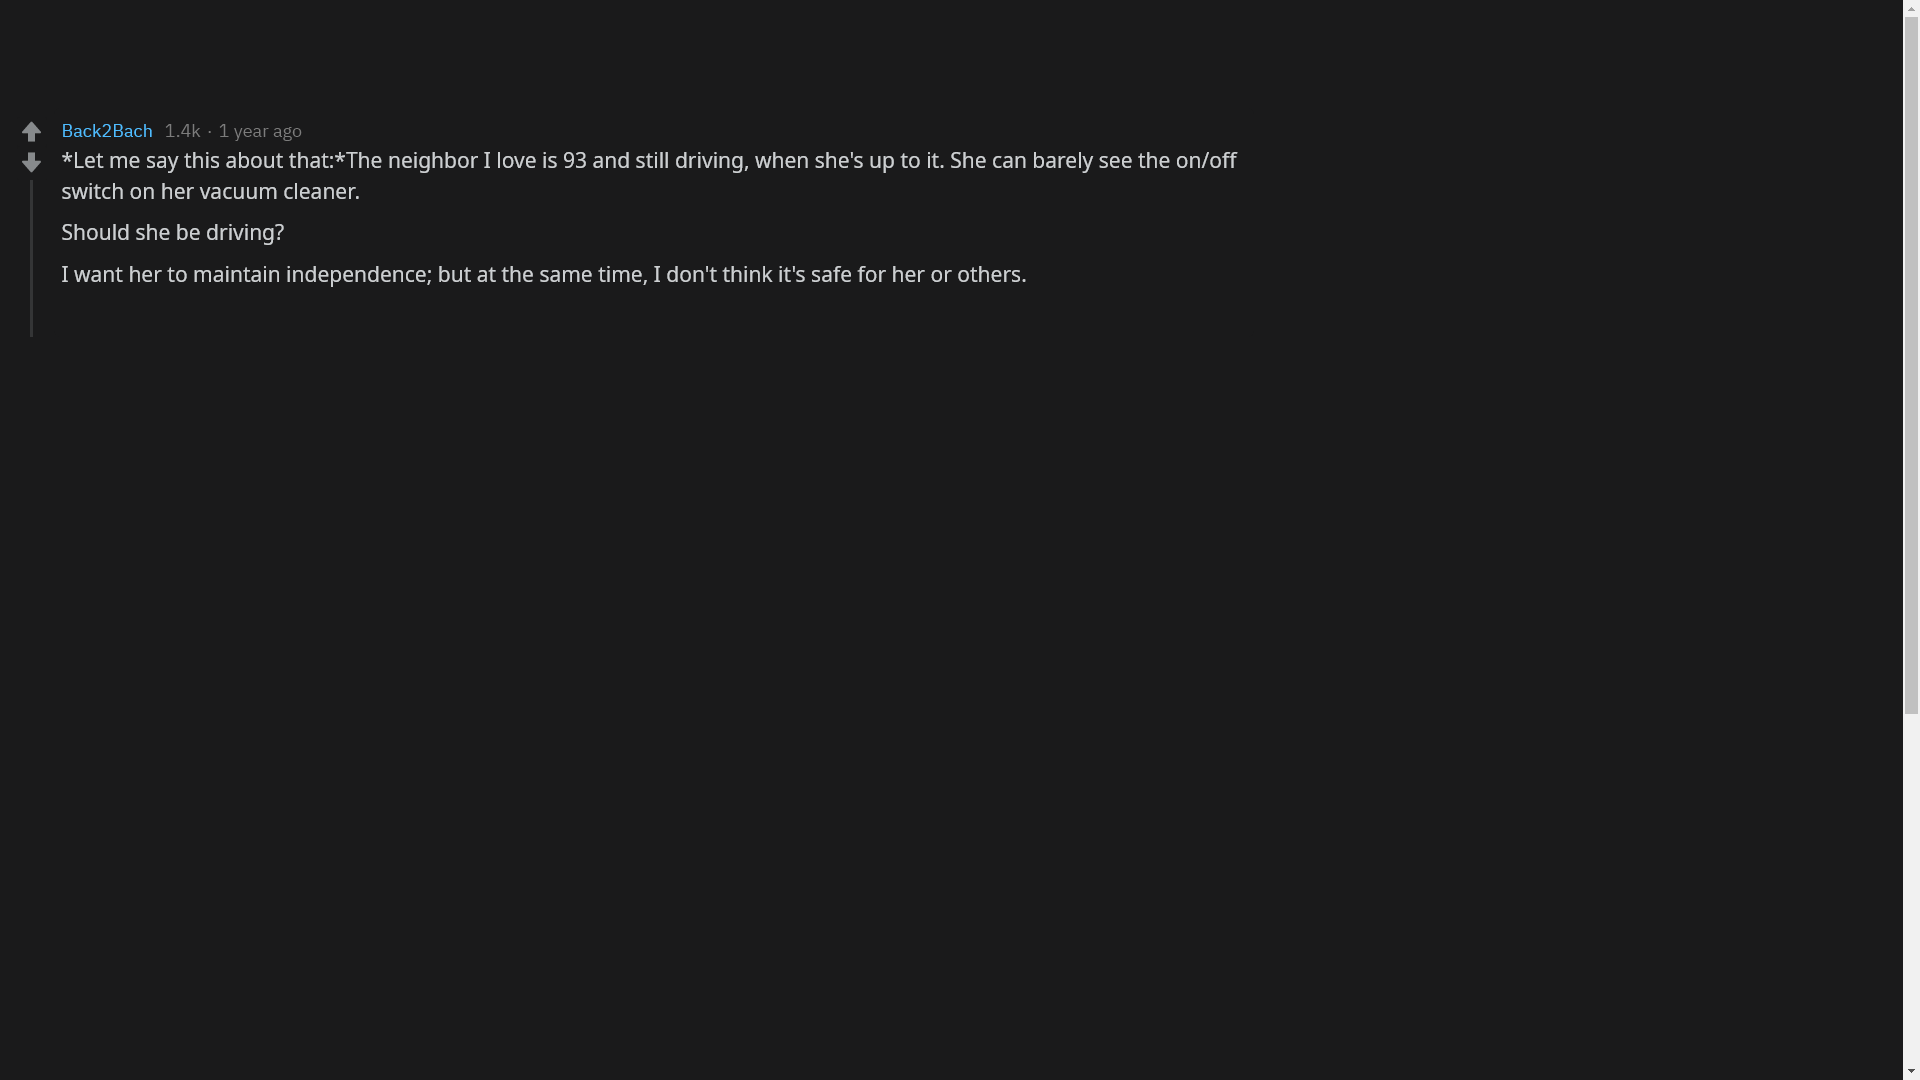 Back2Bach 1.4k · 1 year ago
*Let me say this about that:*The neighbor I love is 93 and still driving, when she's up to it. She can barely see the on/off
switch on her vacuum cleaner.
Should she be driving?
I want her to maintain independence; but at the same time, I don't think it's safe for her or others.